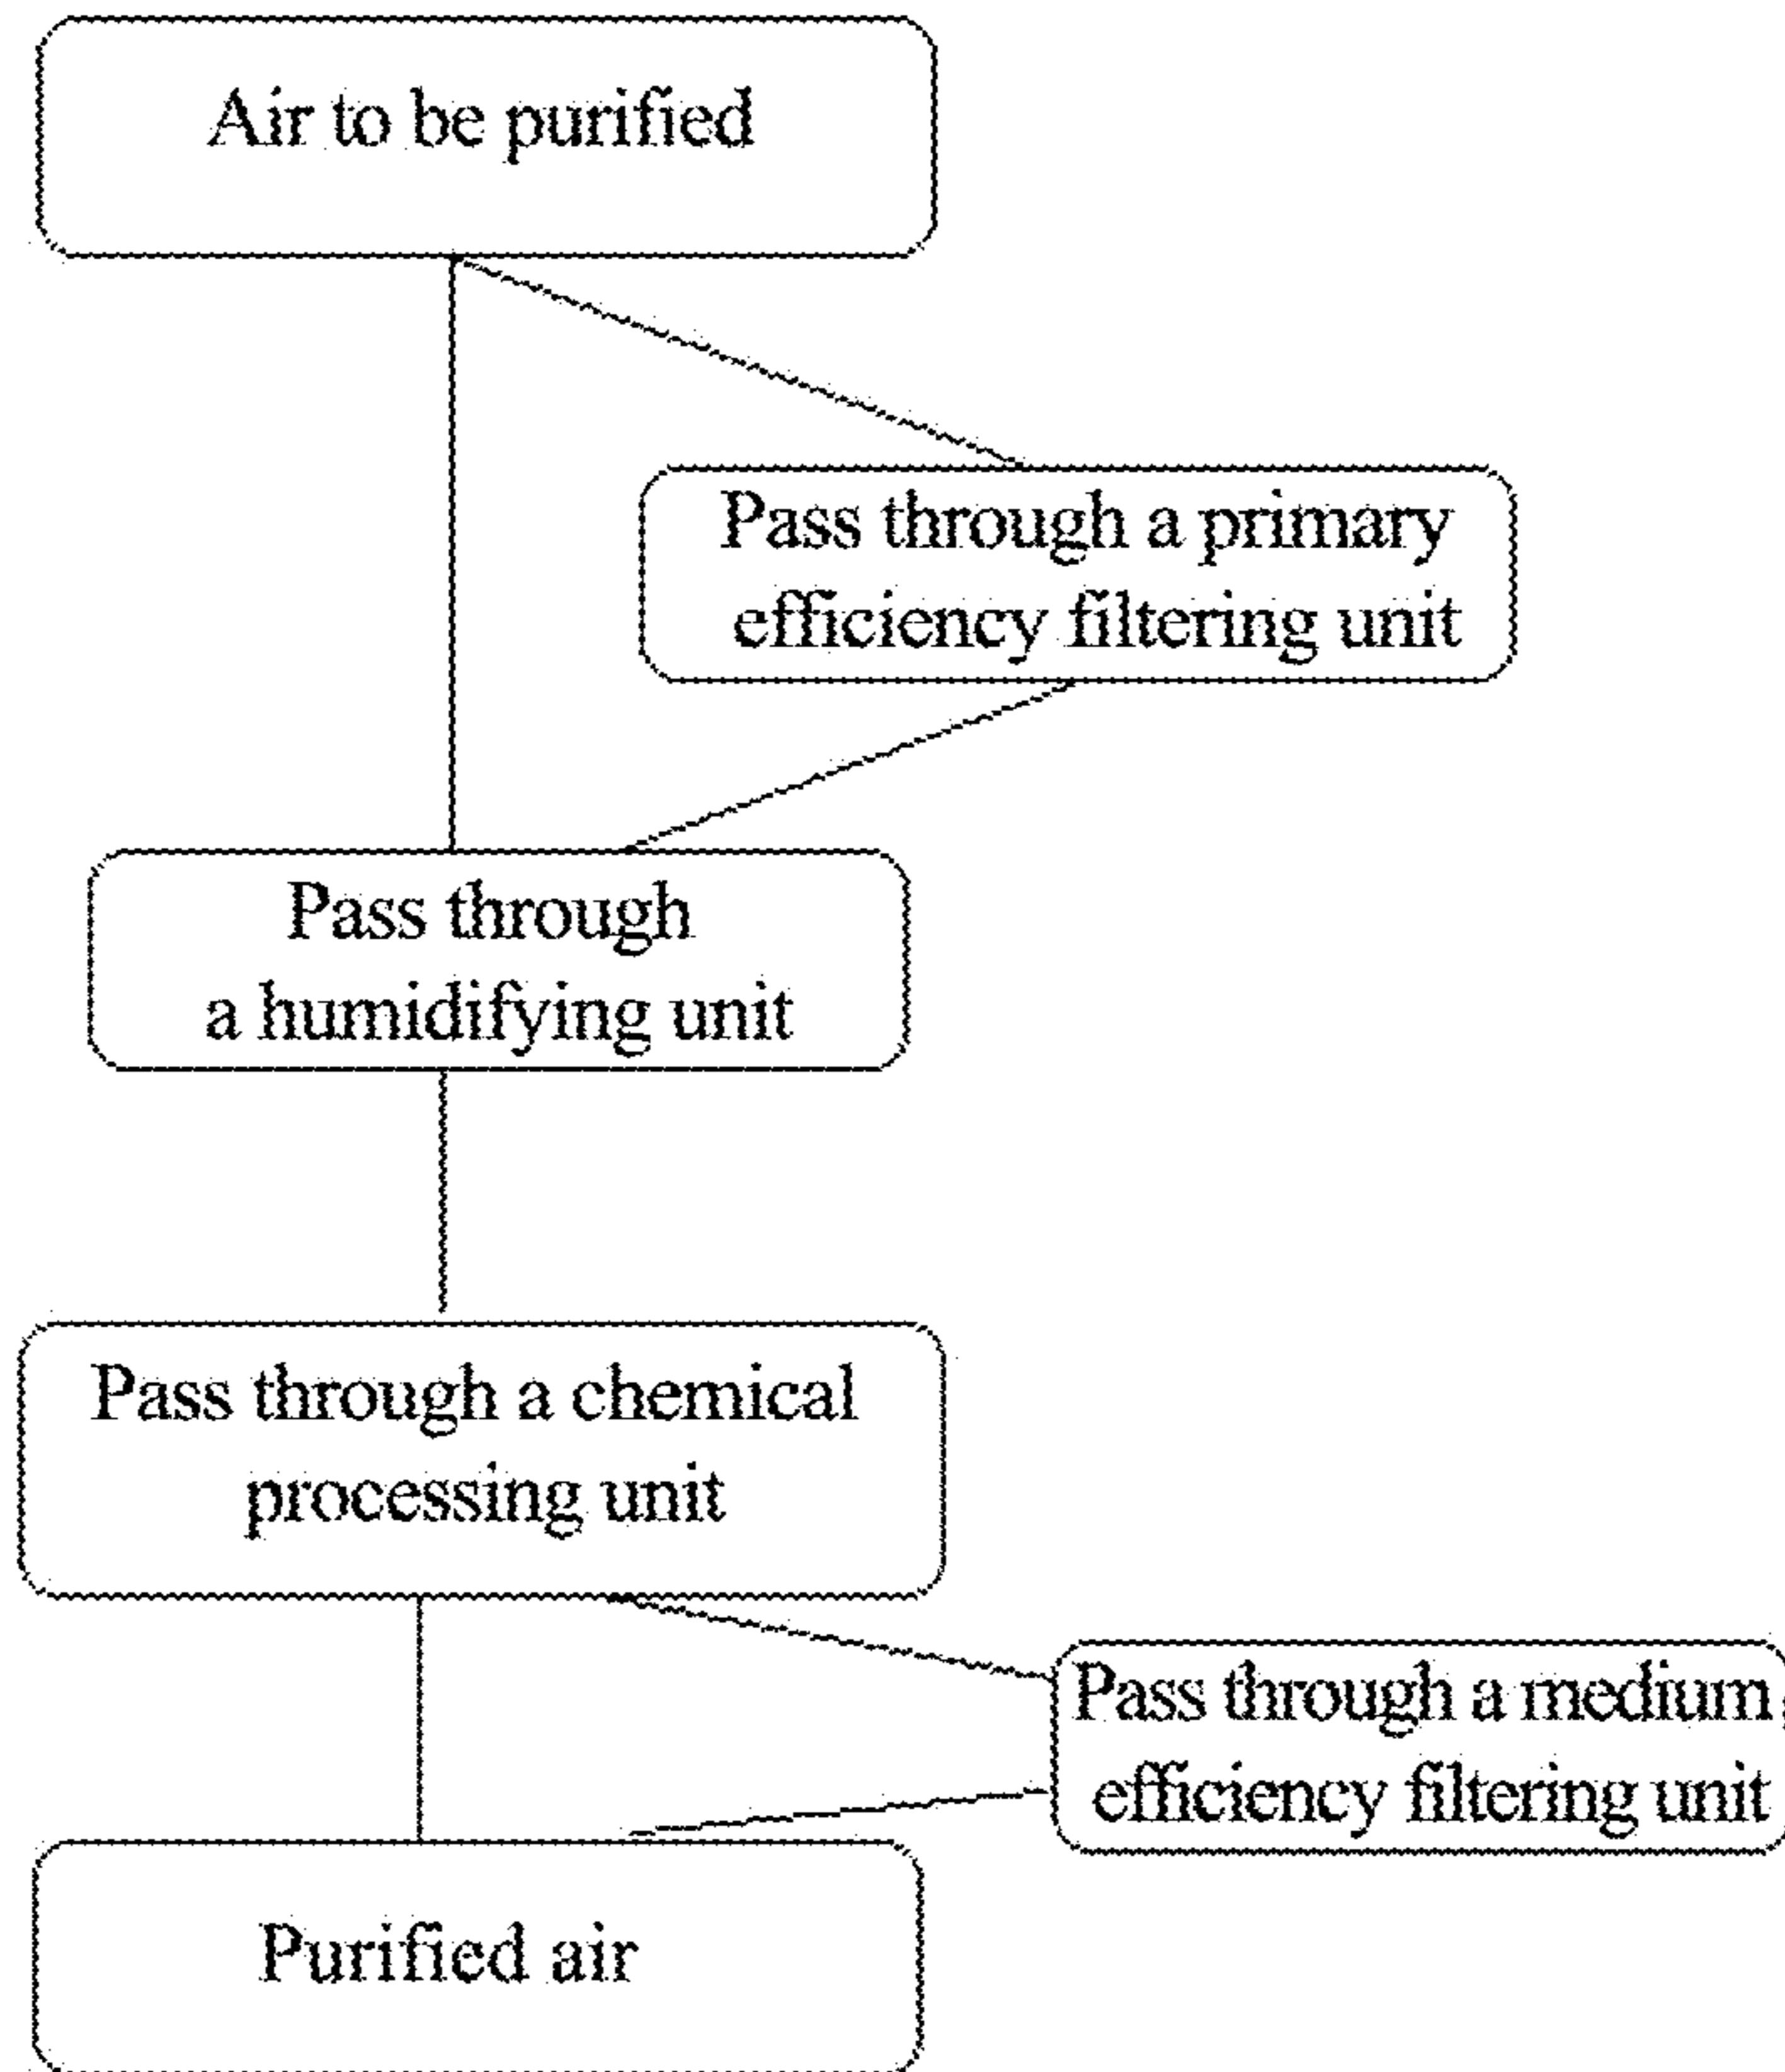 Air to be purified
Pass through a primary
efficiency filtering unit
Pass through
a humidifying unit
Pass through a chemical
processing unit
Pass through a medium
efficiency filtering unit
Purified air